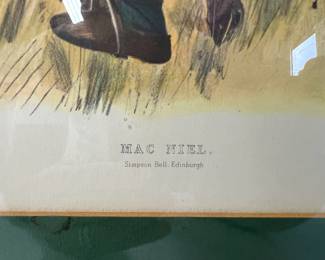 MAC NIEL.
Simpson Bell. Edinburgh